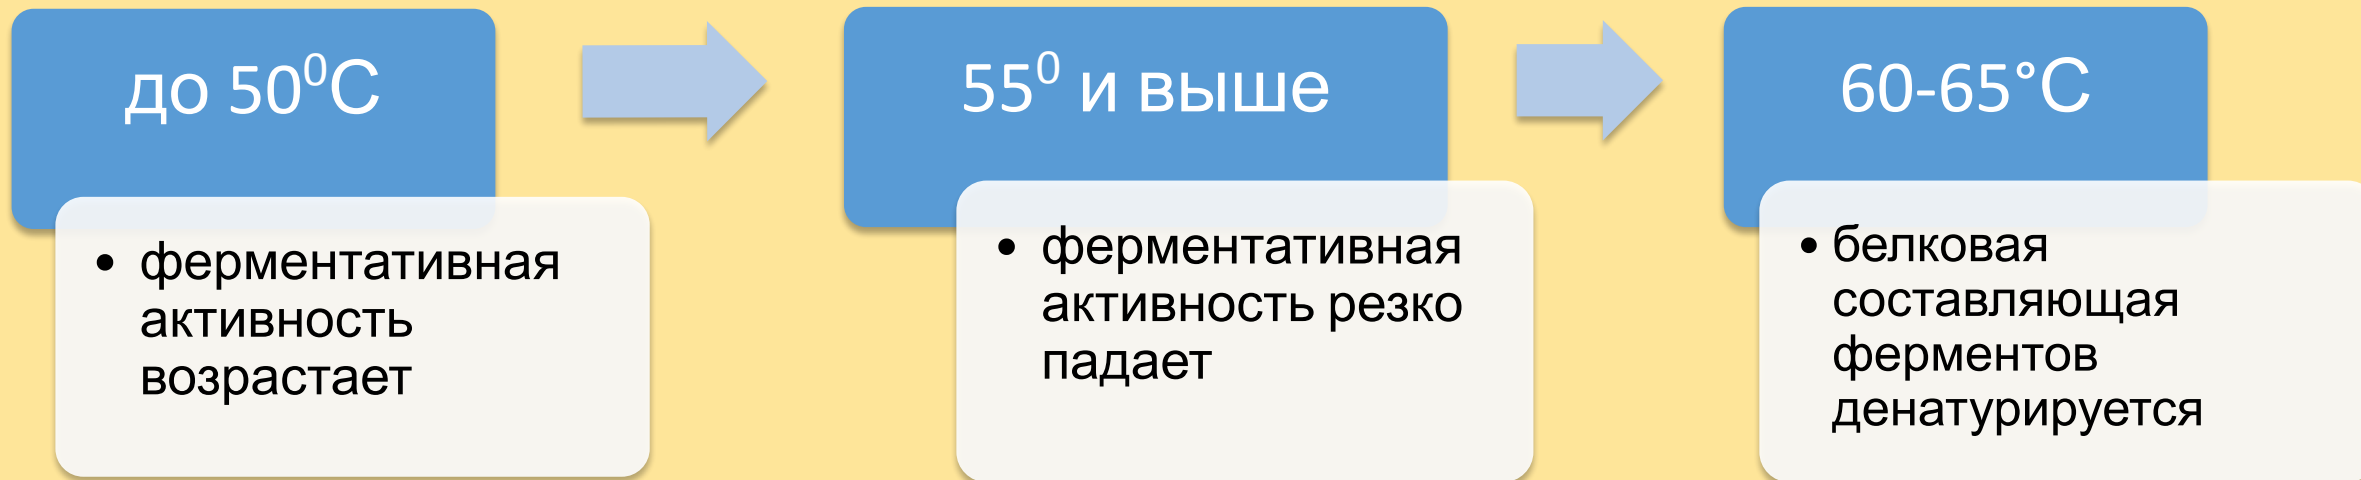 до 50⁰С
• ферментативная
активность
возрастает
55⁰ и выше
• ферментативная
активность резко
падает
60-65°С
• белковая
составляющая
ферментов
денатурируется